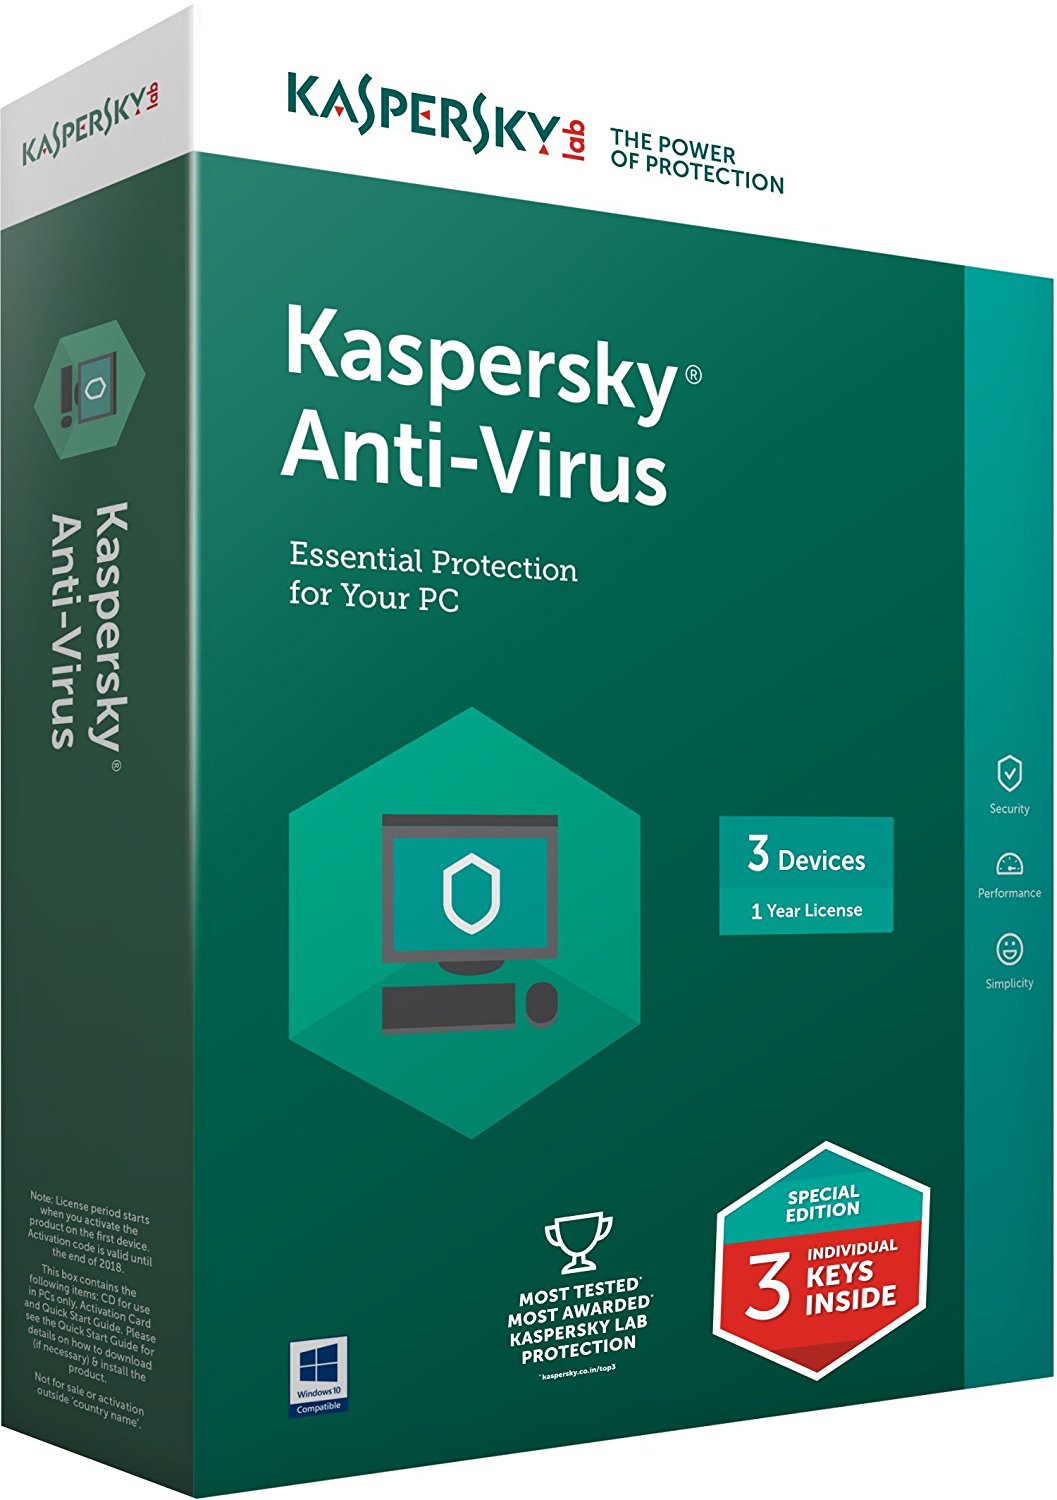 KASPERSKY lab
THE POWER
OF PROTECTION
Kaspersky®
Anti-Virus
Essential Protection
for Your PC
3 Devices
1 Year License
Security
Performance
Simplicity
SPECIAL
EDITION
3 INDIVIDUAL
KEYS
INSIDE
MOST TESTED*
MOST AWARDED*
KASPERSKY LAB
PROTECTION
*kaspersky.co.in/top3
Windows 10
Compatible
KASPERSKY lab
Kaspersky®
Anti-Virus
Note: License period starts
when you activate the
product on the first device.
Activation code is valid until
the end of 2018.
This box contains the
following items: CD for use
in PCs only, Activation Card
and Quick Start Guide. Please
see the Quick Start Guide for
details on how to download
(if necessary) & install the
product.
Not for sale or activation
outside 'country name'.